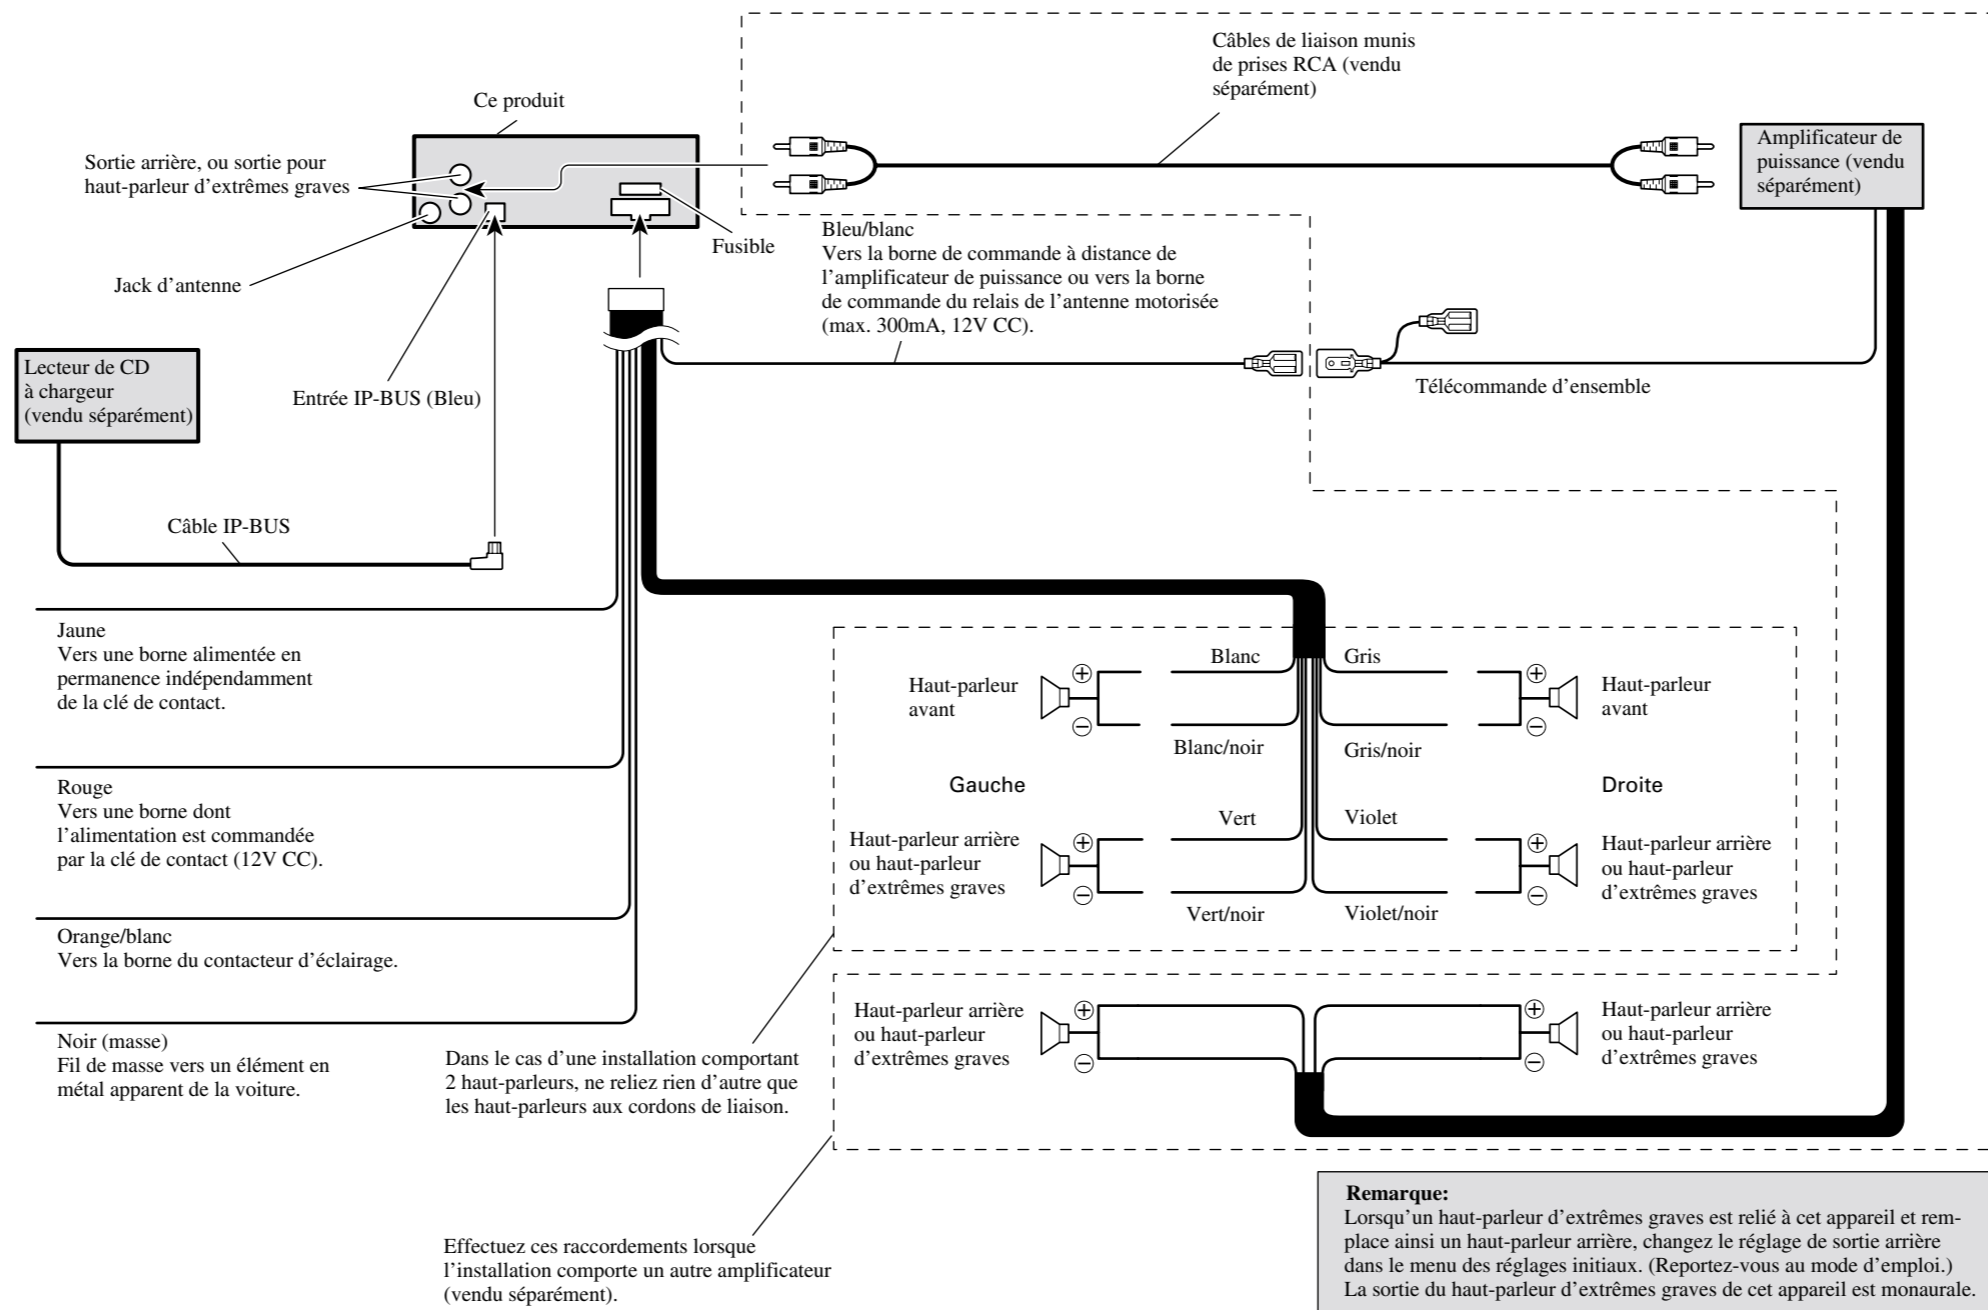 Câbles de liaison munis
de prises RCA (vendu
séparément)
Ce produit
Amplificateur de
puissance (vendu
séparément)
Sortie arrière, ou sortie pour
haut-parleur d’extrêmes graves
Fusible
Bleu/blanc
Vers la borne de commande à distance de
l’amplificateur de puissance ou vers la borne
de commande du relais de l’antenne motorisée
(max. 300mA, 12V CC).
Jack d’antenne
Lecteur de CD
à chargeur
(vendu séparément)
Entrée IP-BUS (Bleu)
Télécommande d’ensemble
Câble IP-BUS
Jaune
Vers une borne alimentée en
permanence indépendamment
de la clé de contact.
Rouge
Vers une borne dont
l’alimentation est commandée
par la clé de contact (12V CC).
Orange/blanc
Vers la borne du contacteur d’éclairage.
Noir (masse)
Fil de masse vers un élément en
métal apparent de la voiture.
Blanc
Gris
Haut-parleur
avant
+
−
+
−
Haut-parleur
avant
Blanc/noir
Gris/noir
Gauche
Droite
Vert
Violet
Haut-parleur arrière
ou haut-parleur
d’extrêmes graves
+
−
+
−
Haut-parleur arrière
ou haut-parleur
d’extrêmes graves
Vert/noir
Violet/noir
Haut-parleur arrière
ou haut-parleur
d’extrêmes graves
+
−
+
−
Haut-parleur arrière
ou haut-parleur
d’extrêmes graves
Dans le cas d’une installation comportant
2 haut-parleurs, ne reliez rien d’autre que
les haut-parleurs aux cordons de liaison.
Effectuez ces raccordements lorsque
l’installation comporte un autre amplificateur
(vendu séparément).
Remarque:
Lorsqu’un haut-parleur d’extrêmes graves est relié à cet appareil et rem-
place ainsi un haut-parleur arrière, changez le réglage de sortie arrière
dans le menu des réglages initiaux. (Reportez-vous au mode d’emploi.)
La sortie du haut-parleur d’extrêmes graves de cet appareil est monaurale.